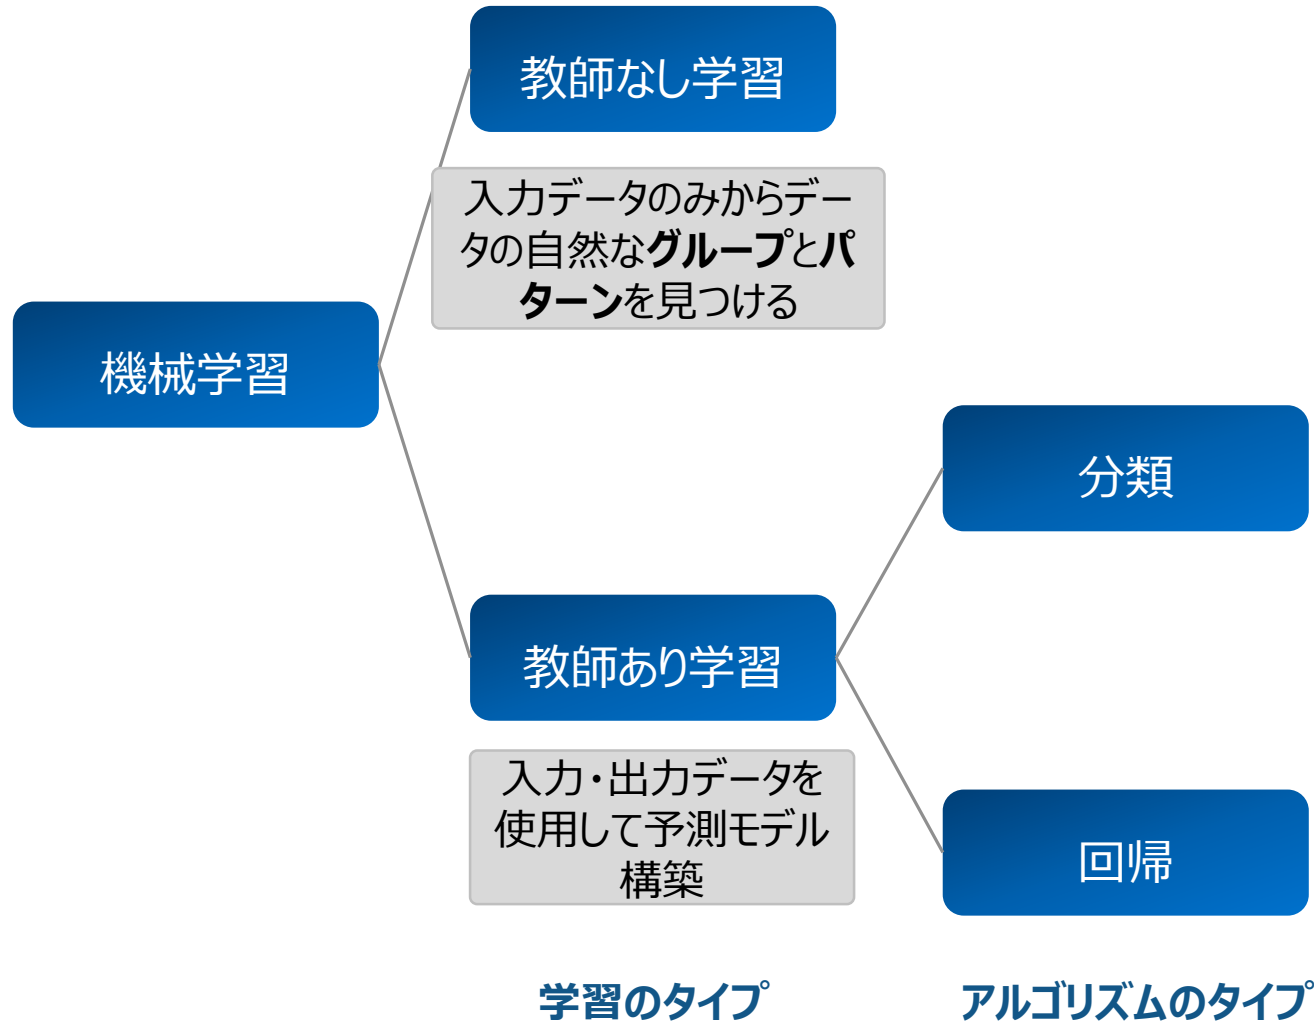 教師なし学習
入力データのみからデー
タの自然なグループとパ
ターンを見つける
機械学習
分類
教師あり学習
入力・出力データを
使用して予測モデル
構築
回帰
学習のタイプ
アルゴリズムのタイプ